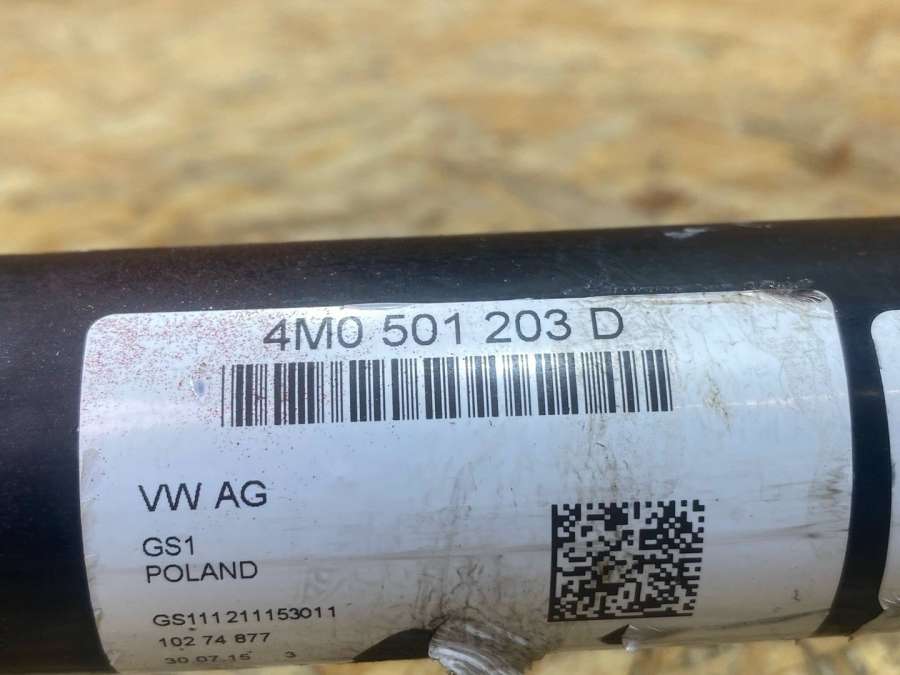 4M0 501 203 D
VW AG
GS1
POLAND
GS111211153011
102 74 877
30.07.15 3